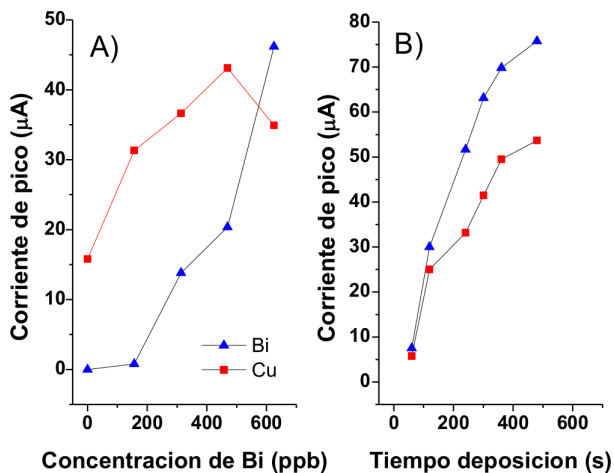 A)
50
40
30
20
10
0
Corriente de pico (μA)
Bi
Cu
0
200
400
600
Concentracion de Bi (ppb)
B)
80
70
60
50
40
30
20
10
0
Corriente de pico (μA)
0
200
400
600
Tiempo deposicion (s)